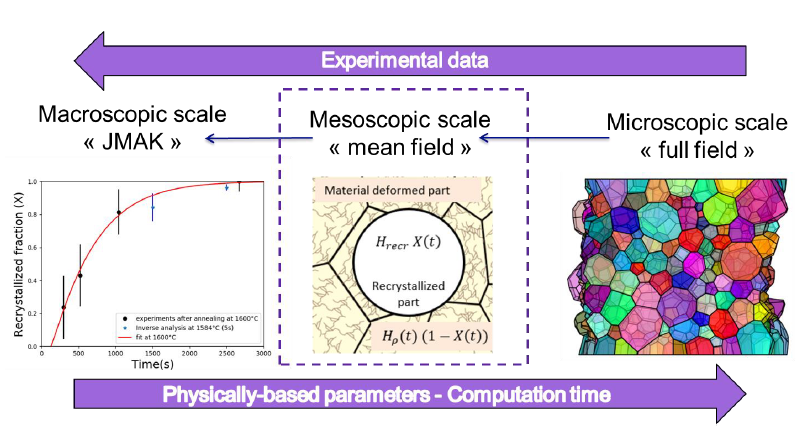 Experimental data
Macroscopic scale
« JMAK »
Mesoscopic scale
« mean field »
Microscopic scale
« full field »
Recrystallized fraction (X)
1.0
0.8
0.6
0.4
0.2
0.0
0
500
1000
1500
2000
2500
3000
Time(s)
experiments after annealing at 1600°C
Inverse analysis at 1584°C (5s)
fit at 1600°C
Material deformed part
H_recr X(t)
Recrystallized
part
H_ρ(t) (1 − X(t))
Physically-based parameters - Computation time